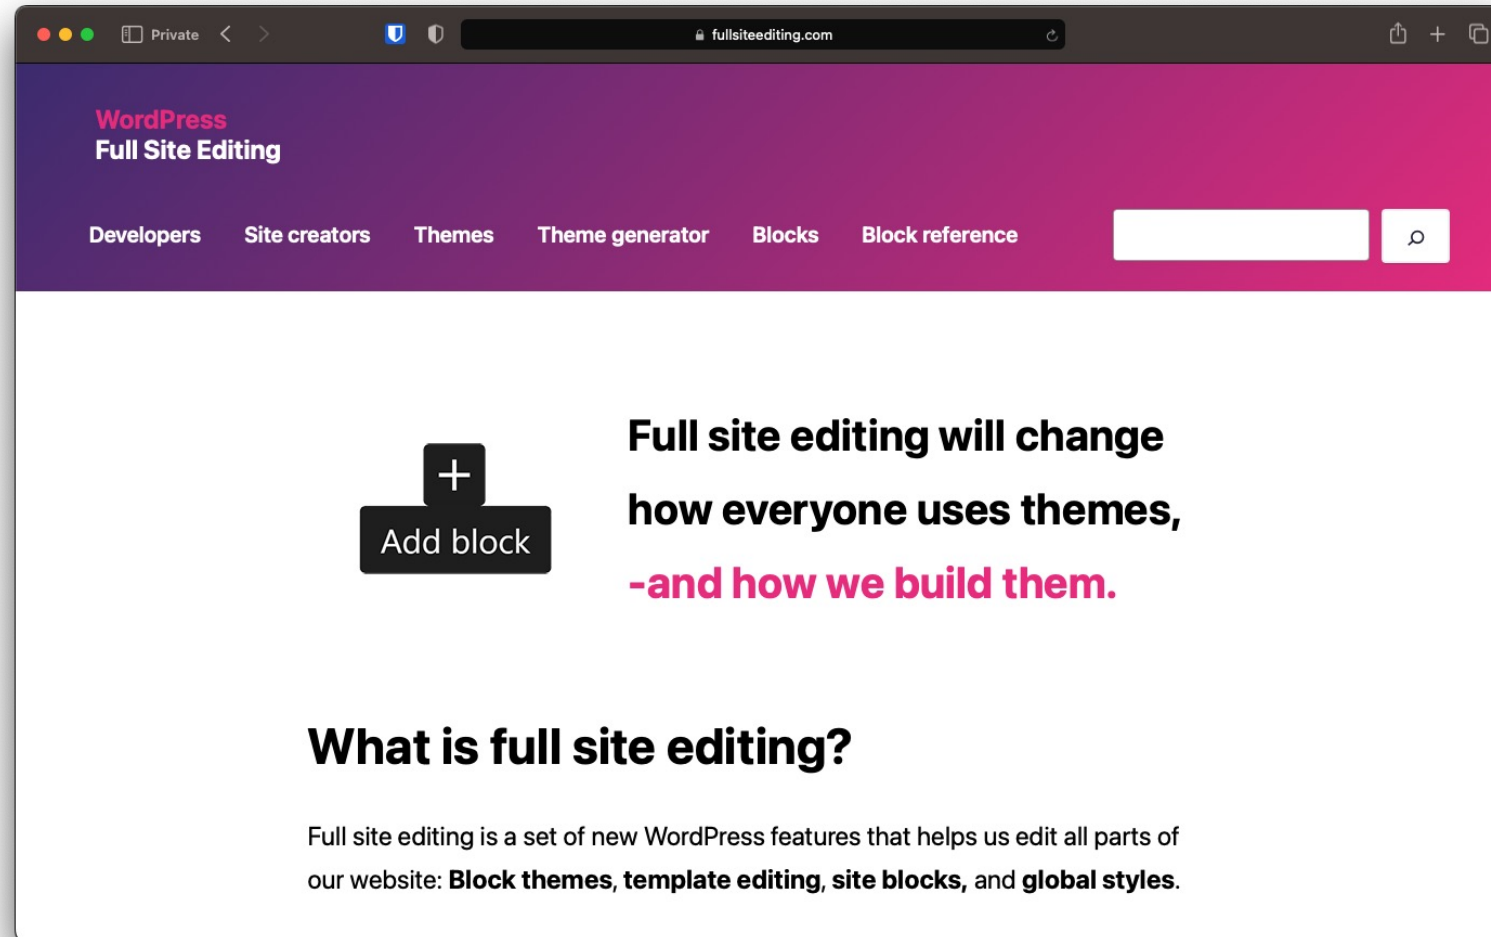 Private
fullsiteediting.com
WordPress
Full Site Editing
Developers Site creators Themes Theme generator Blocks Block reference
+
Add block
Full site editing will change
how everyone uses themes,
-and how we build them.
What is full site editing?
Full site editing is a set of new WordPress features that helps us edit all parts of
our website: Block themes, template editing, site blocks, and global styles.